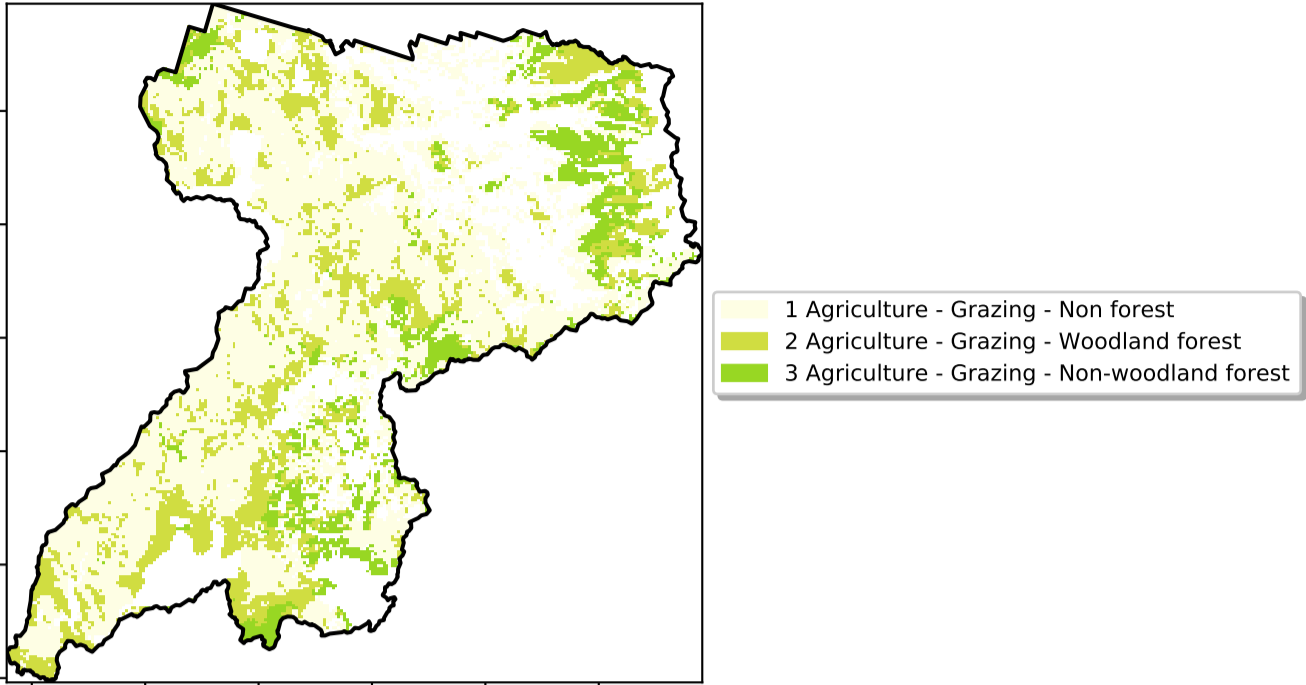 1 Agriculture - Grazing - Non forest
2 Agriculture - Grazing - Woodland forest
3 Agriculture - Grazing - Non-woodland forest